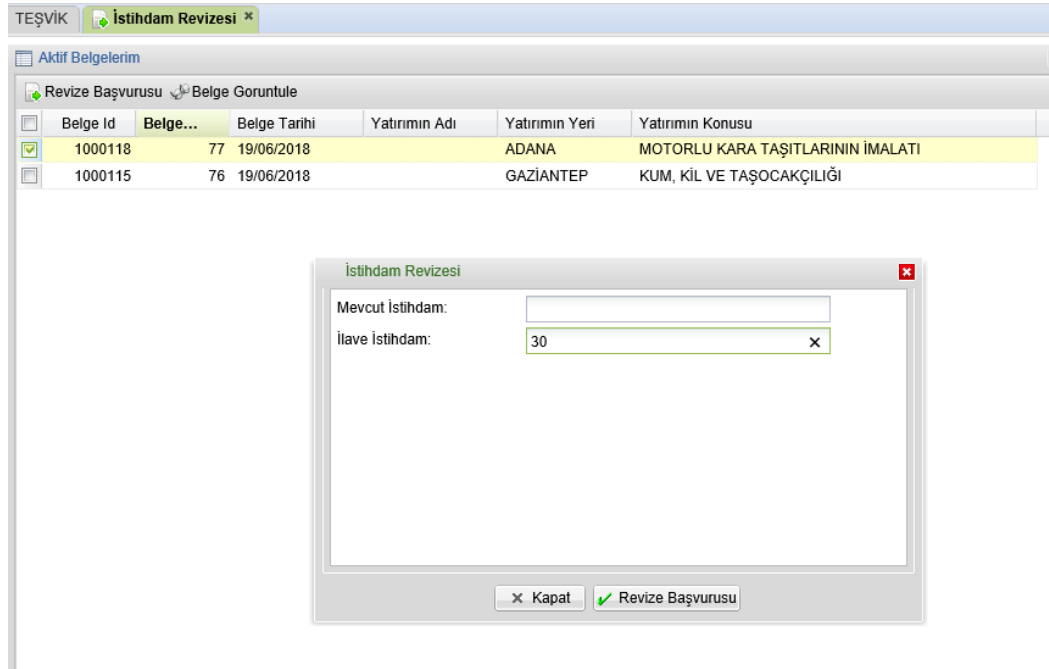 TEŞVİK İstihdam Revizesi
Aktif Belgelerim
Revize Başvurusu Belge Goruntule
Belge Id Belge... Belge Tarihi Yatırımın Adı Yatırımın Yeri Yatırımın Konusu
1000118 77 19/06/2018 ADANA MOTORLU KARA TAŞITLARININ İMALATI
1000115 76 19/06/2018 GAZİANTEP KUM, KİL VE TAŞOCAKÇILIĞI
İstihdam Revizesi
Mevcut İstihdam:
İlave İstihdam: 30
Kapat Revize Başvurusu